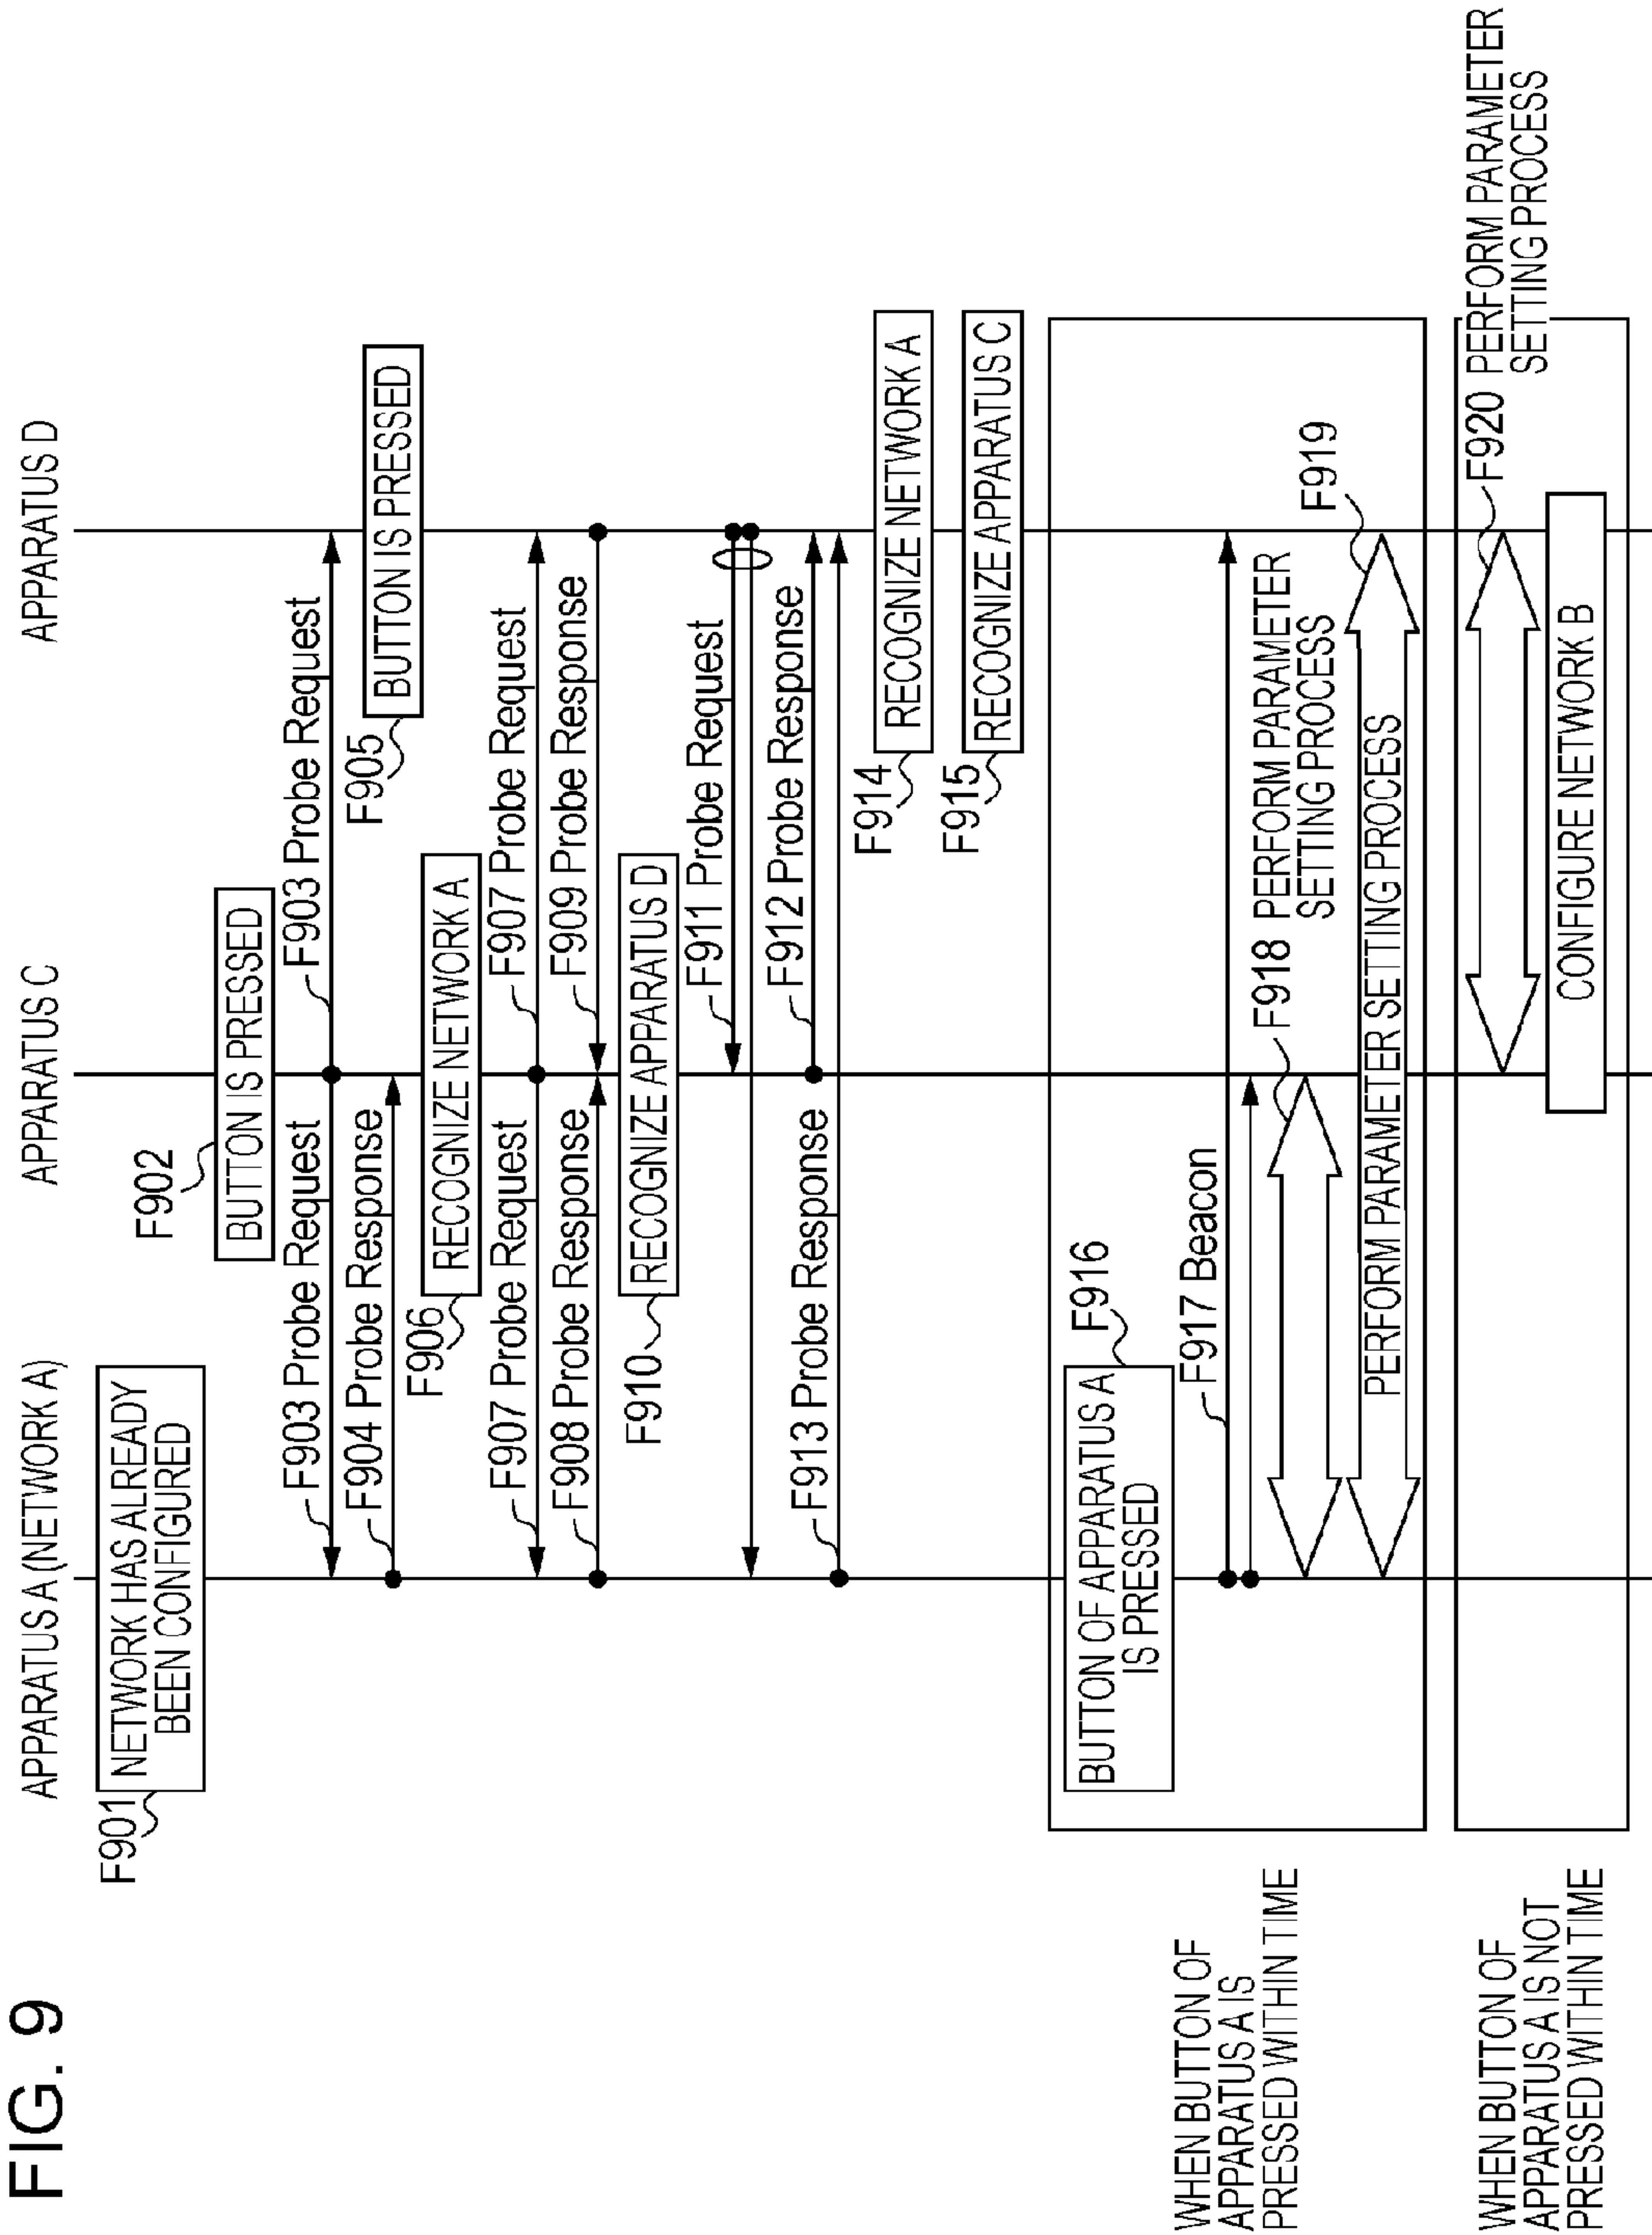 FIG. 9
APPARATUS A (NETWORK A)
APPARATUS C
APPARATUS D
F901
NETWORK HAS ALREADY
BEEN CONFIGURED
F902
BUTTON IS PRESSED
F903 Probe Request
F903 Probe Request
F904 Probe Response
F905
BUTTON IS PRESSED
F906
RECOGNIZE NETWORK A
F907 Probe Request
F907 Probe Request
F908 Probe Response
F909 Probe Response
F910
RECOGNIZE APPARATUS D
F911 Probe Request
F912 Probe Response
F913 Probe Response
F914
RECOGNIZE NETWORK A
F915
RECOGNIZE APPARATUS C
WHEN BUTTON OF
APPARATUS A IS
PRESSED WITHIN TIME
BUTTON OF APPARATUS A
IS PRESSED
F916
F917 Beacon
F918 PERFORM PARAMETER
SETTING PROCESS
F919
PERFORM PARAMETER SETTING PROCESS
WHEN BUTTON OF
APPARATUS A IS NOT
PRESSED WITHIN TIME
F920 PERFORM PARAMETER
SETTING PROCESS
CONFIGURE NETWORK B